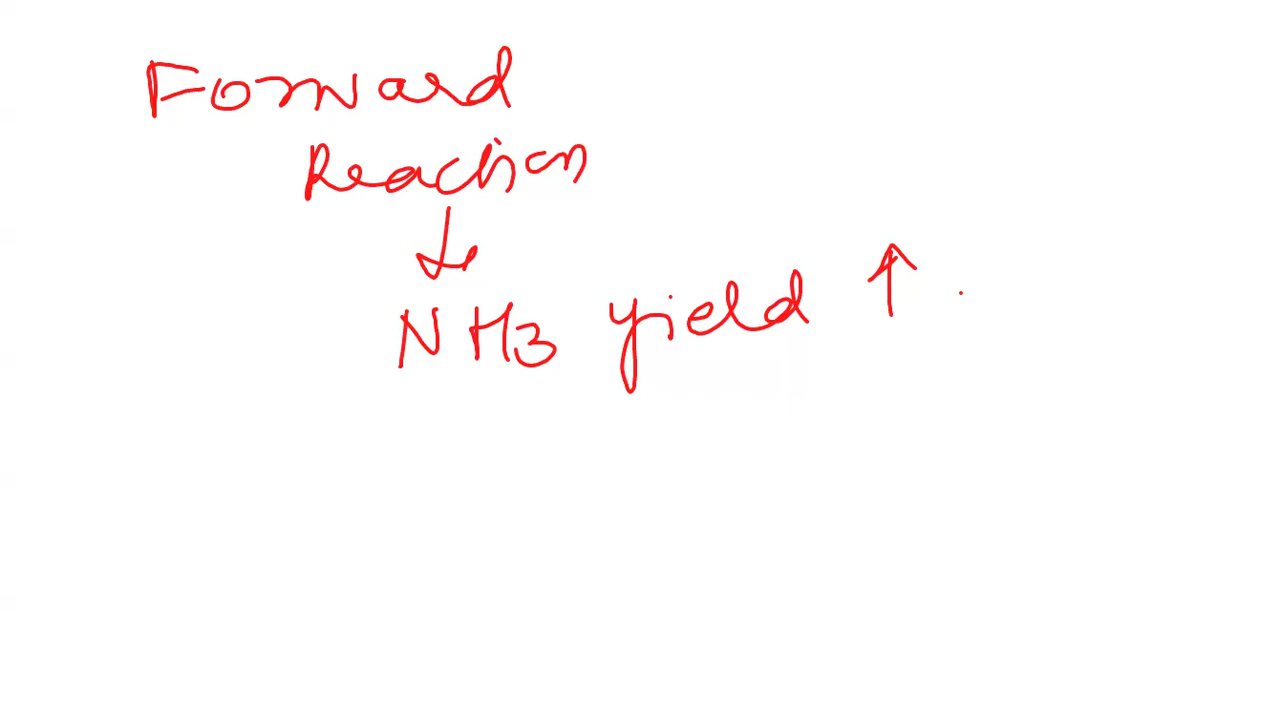 Forward
Reaction
↓
NH3 yield ↑.